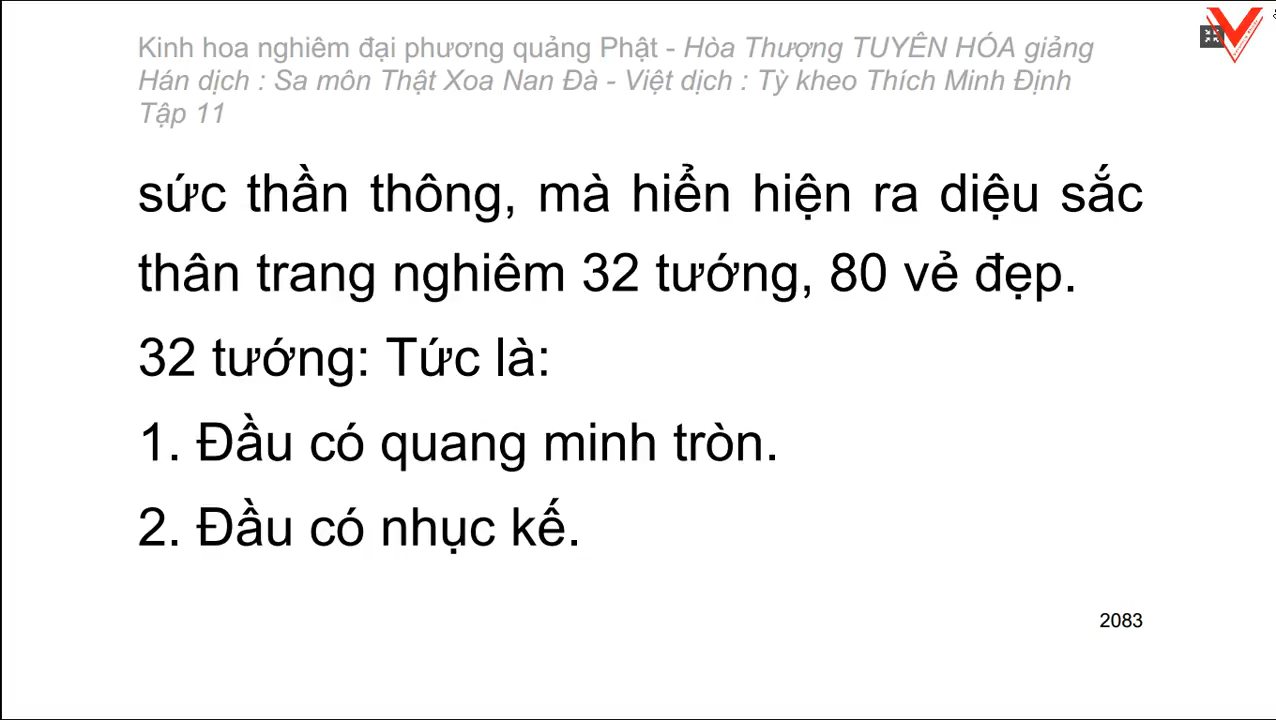 Kinh hoa nghiêm đại phương quảng Phật - Hòa Thượng TUYÊN HÓA giảng
Hán dịch : Sa môn Thật Xoa Nan Đà - Việt dịch : Tỳ kheo Thích Minh Định
Tập 11
sức thần thông, mà hiển hiện ra diệu sắc
thân trang nghiêm 32 tướng, 80 vẻ đẹp.
32 tướng: Tức là:
1. Đầu có quang minh tròn.
2. Đầu có nhục kế.
2083